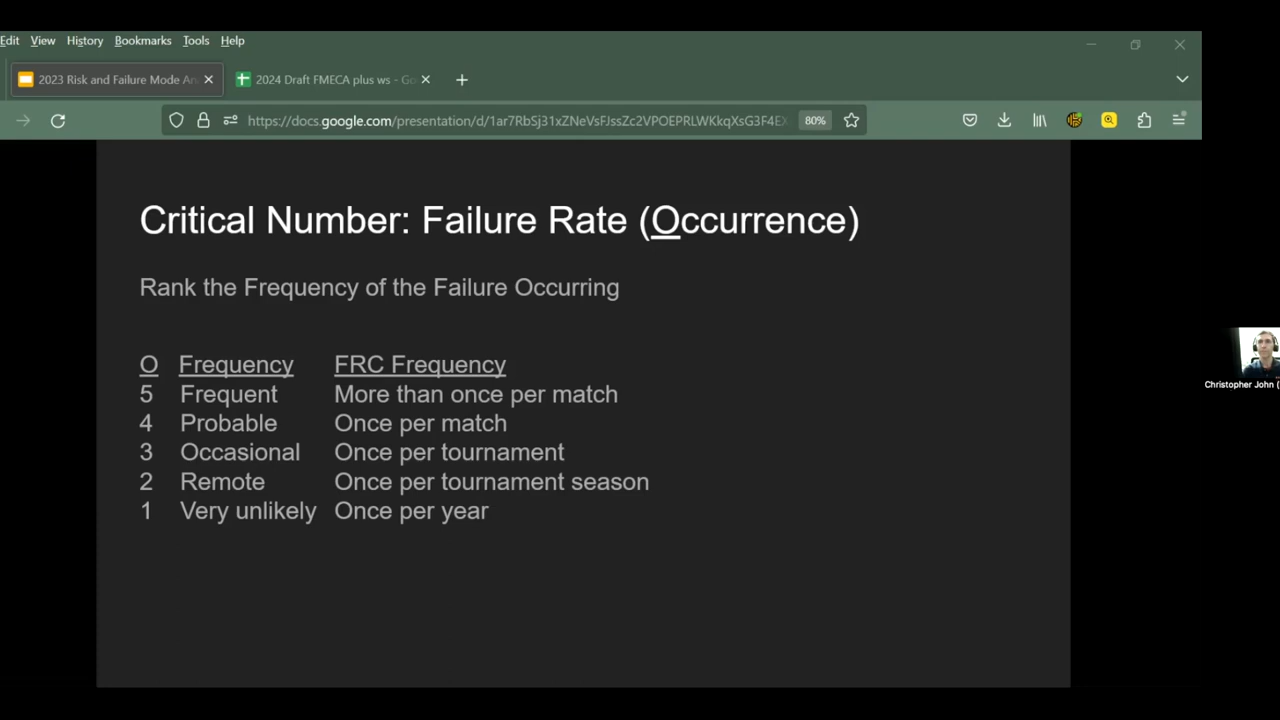 Edit View History Bookmarks Tools Help
2023 Risk and Failure Mode An
2024 Draft FMECA plus ws - Go
https://docs.google.com/presentation/d/1ar7RbSj31xZNeVsFJssZc2VPOEPRLWKkqXsG3F4EX
80%
Critical Number: Failure Rate (Occurrence)
Rank the Frequency of the Failure Occurring
O Frequency FRC Frequency
5 Frequent More than once per match
4 Probable Once per match
3 Occasional Once per tournament
2 Remote Once per tournament season
1 Very unlikely Once per year
Christopher John (